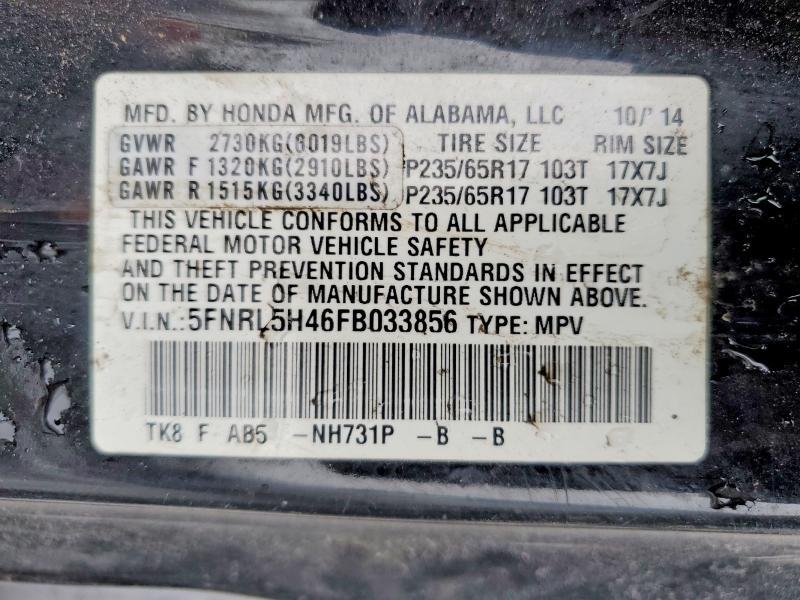 MFD. BY HONDA MFG. OF ALABAMA, LLC 10/'14
GVWR 2730KG(6019LBS) TIRE SIZE RIM SIZE
GAWR F 1320KG(2910LBS) P235/65R17 103T 17X7J
GAWR R 1515KG(3340LBS) P235/65R17 103T 17X7J
THIS VEHICLE CONFORMS TO ALL APPLICABLE
FEDERAL MOTOR VEHICLE SAFETY
AND THEFT PREVENTION STANDARDS IN EFFECT
ON THE DATE OF MANUFACTURE SHOWN ABOVE.
V.I.N.: 5FNRL5H46FB033856 TYPE: MPV
TK8 F AB5 -NH731P -B -B